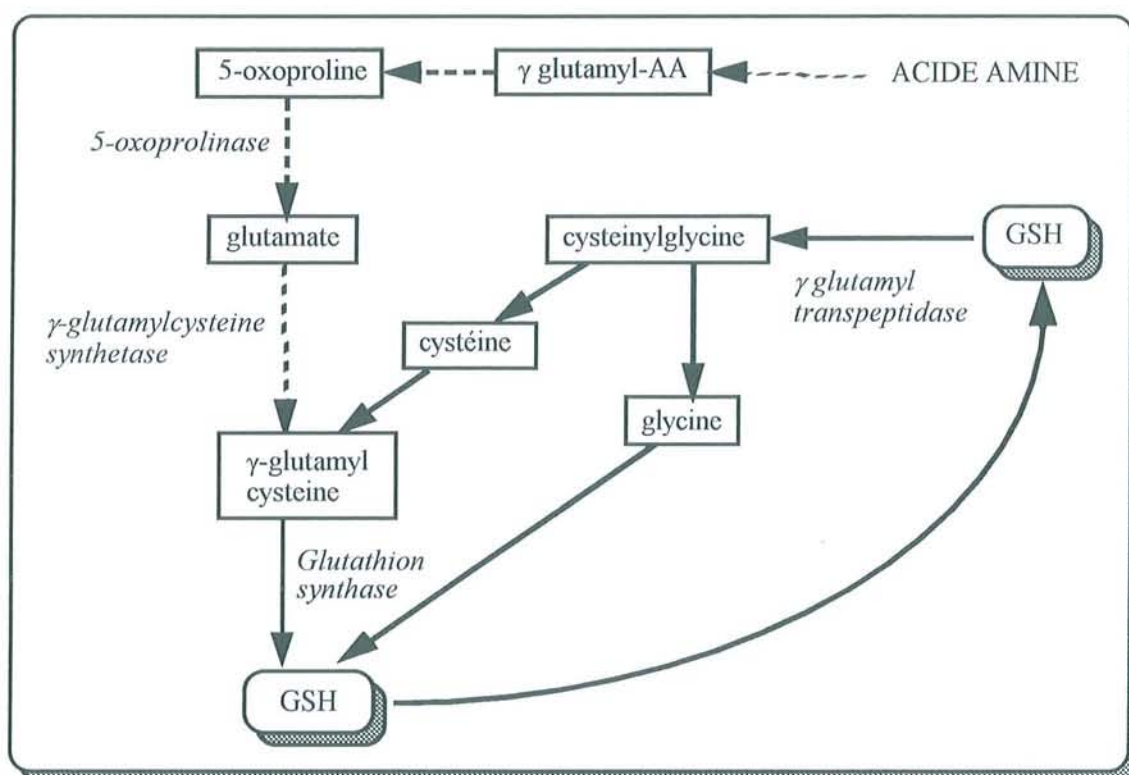 5-oxoproline
γ glutamyl-AA
ACIDE AMINE
5-oxoprolinase
glutamate
cysteinylglycine
GSH
γ glutamyl
transpeptidase
γ-glutamylcysteine
synthetase
cystéine
glycine
γ-glutamyl
cysteine
Glutathion
synthase
GSH